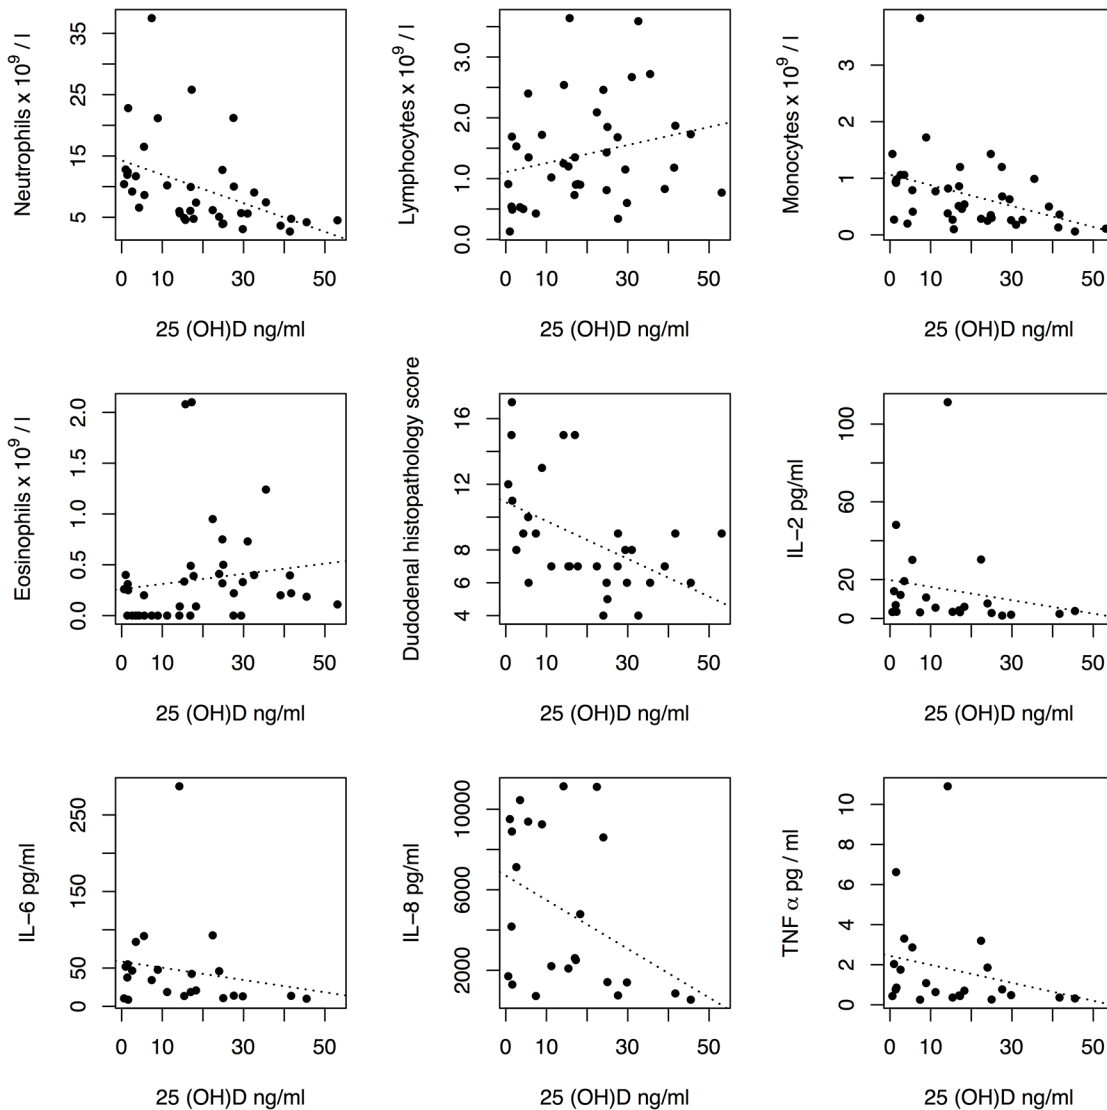 Neutrophils x 10⁹ / l
35
25
15
5
0 10 30 50
25 (OH)D ng/ml
Lymphocytes x 10⁹ / l
3.0
2.0
1.0
0.0
0 10 30 50
25 (OH)D ng/ml
Monocytes x 10⁹ / l
3
2
1
0
0 10 30 50
25 (OH)D ng/ml
Eosinophils x 10⁹ / l
2.0
1.5
1.0
0.5
0.0
0 10 30 50
25 (OH)D ng/ml
Dudodenal histopathology score
16
12
8
6
4
0 10 30 50
25 (OH)D ng/ml
IL−2 pg/ml
100
60
20
0
0 10 30 50
25 (OH)D ng/ml
IL−6 pg/ml
250
150
50
0
0 10 30 50
25 (OH)D ng/ml
IL−8 pg/ml
10000
6000
2000
0 10 30 50
25 (OH)D ng/ml
TNF α pg / ml
10
8
6
4
2
0
0 10 30 50
25 (OH)D ng/ml